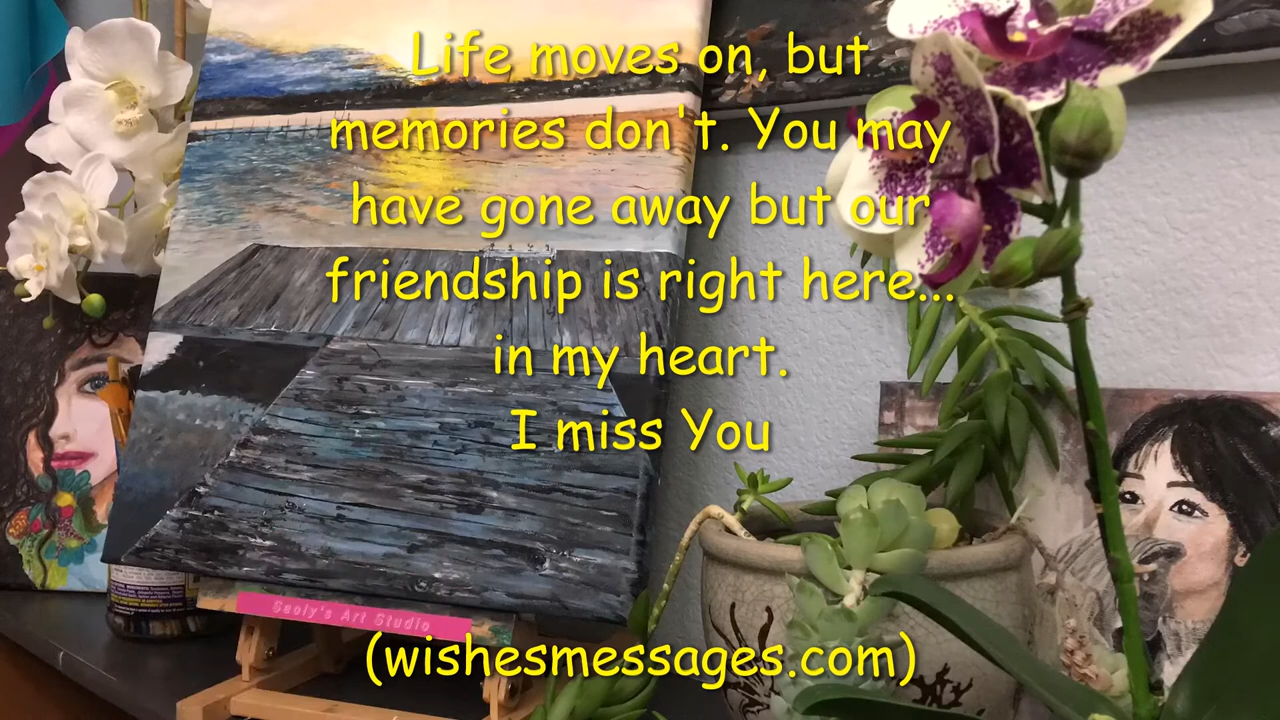 Life moves on, but
memories don't. You may
have gone away but our
friendship is right here...
in my heart.
I miss You
Seoly's Art Studio
(wishesmessages.com)